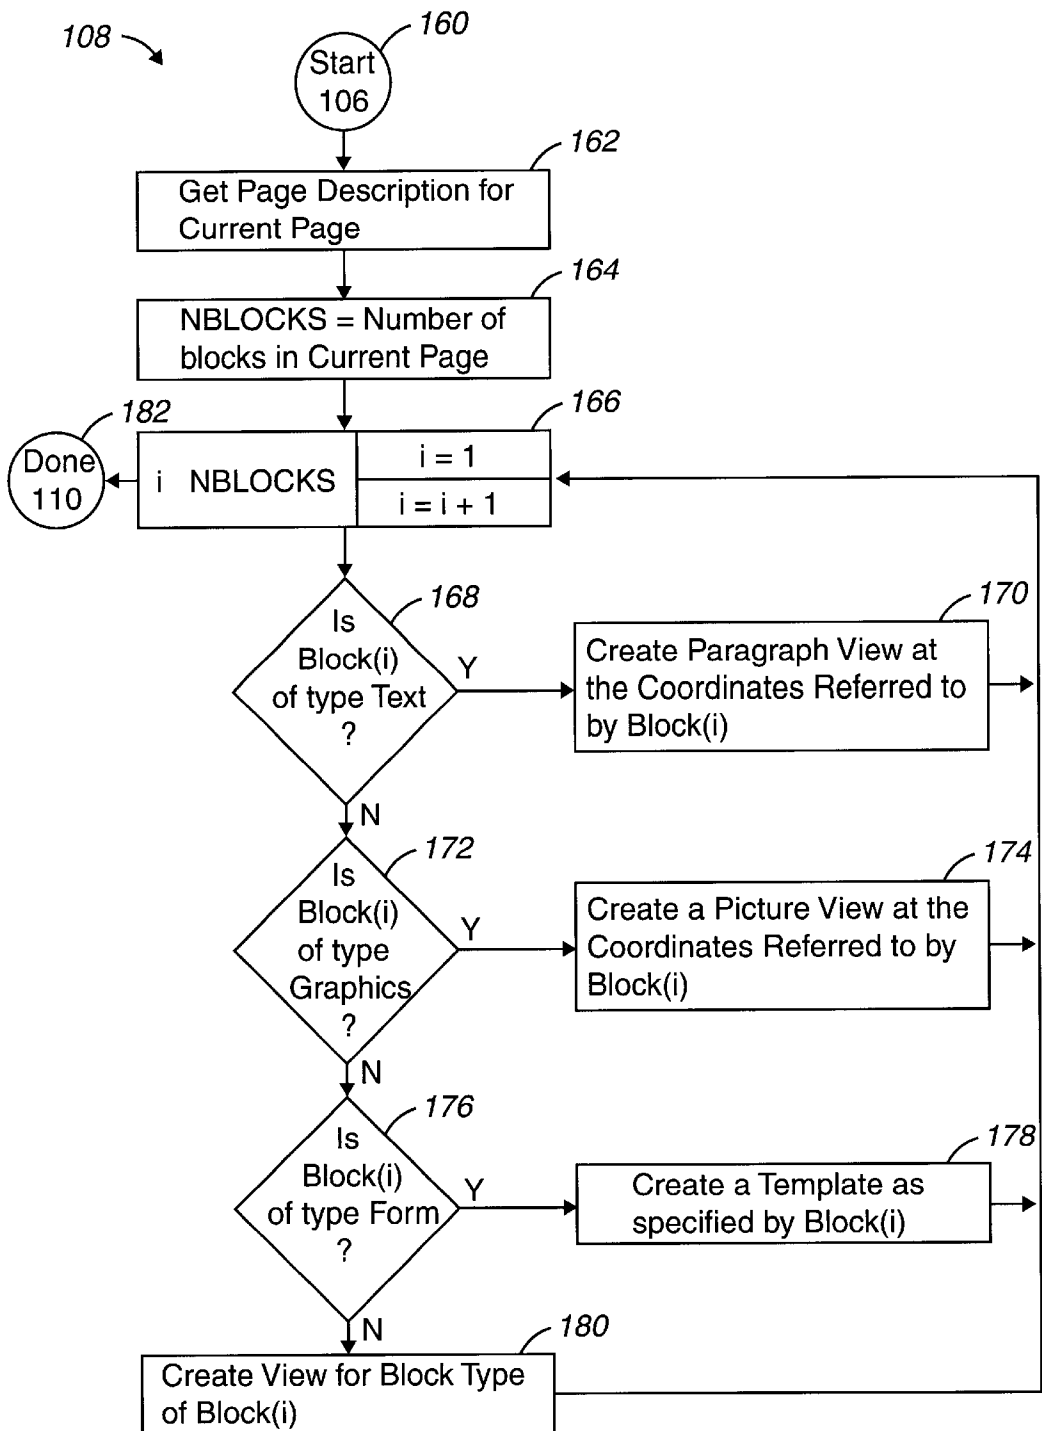 108
160
Start
106
162
Get Page Description for
Current Page
164
NBLOCKS = Number of
blocks in Current Page
182
166
Done
110
i NBLOCKS
i = 1
i = i + 1
168
Is
Block(i)
of type Text
?
Y
170
Create Paragraph View at
the Coordinates Referred to
by Block(i)
N
172
Is
Block(i)
of type
Graphics
?
Y
174
Create a Picture View at the
Coordinates Referred to by
Block(i)
N
176
Is
Block(i)
of type Form
?
Y
178
Create a Template as
specified by Block(i)
N
180
Create View for Block Type
of Block(i)